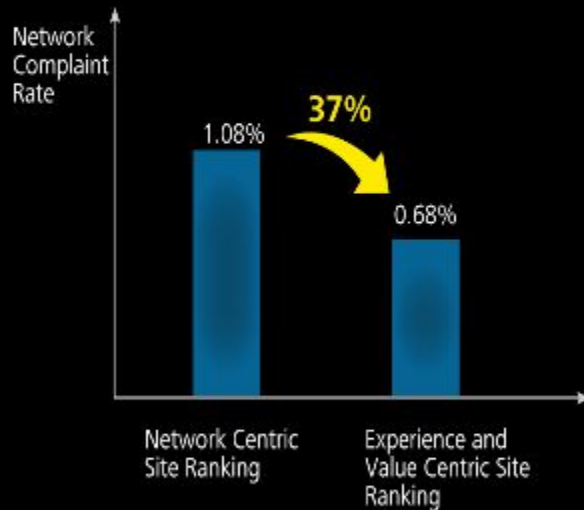 Network
Complaint
Rate
37%
1.08%
0.68%
Network Centric
Site Ranking
Experience and
Value Centric Site
Ranking